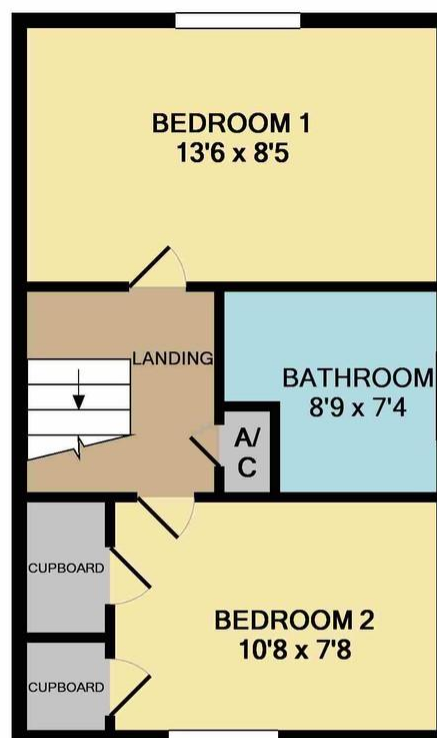 BEDROOM 1
13'6 x 8'5
LANDING
BATHROOM
8'9 x 7'4
A/
C
CUPBOARD
BEDROOM 2
10'8 x 7'8
CUPBOARD